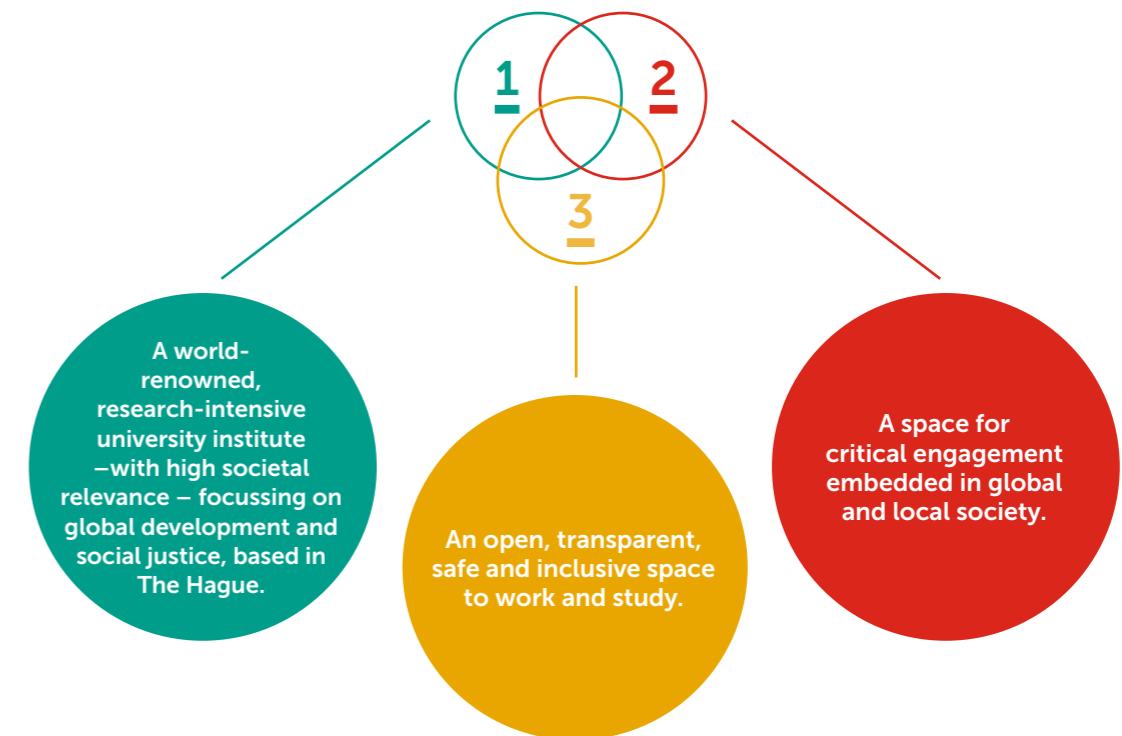 1
2
3
A world-
renowned,
research-intensive
university institute
–with high societal
relevance – focussing on
global development and
social justice, based in
The Hague.
An open, transparent,
safe and inclusive space
to work and study.
A space for
critical engagement
embedded in global
and local society.